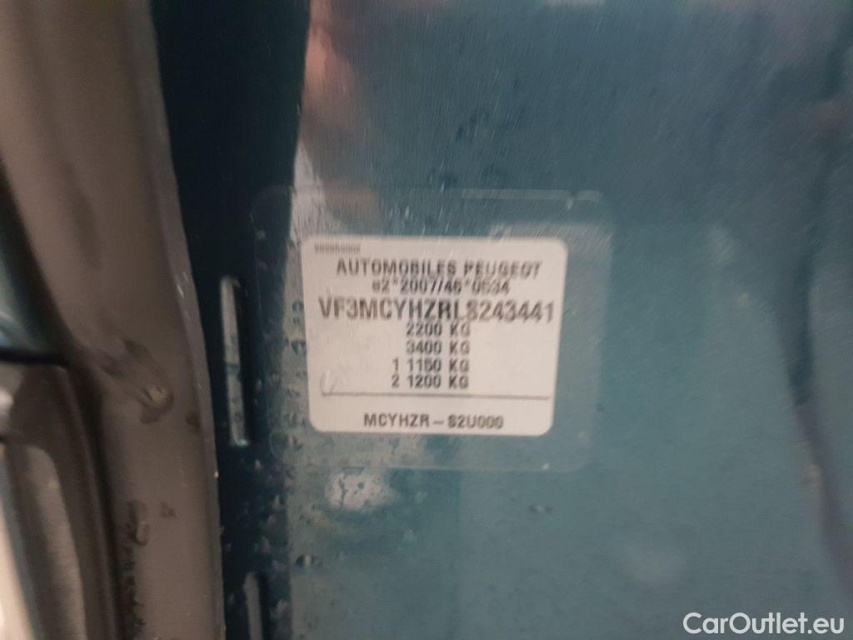 AUTOMOBILES PEUGEOT
e2*2007/46*0534
VF3MCYHZRLS243441
2200 KG
3400 KG
1 1150 KG
2 1200 KG
MCYHZR-S2U000
CarOutlet.eu